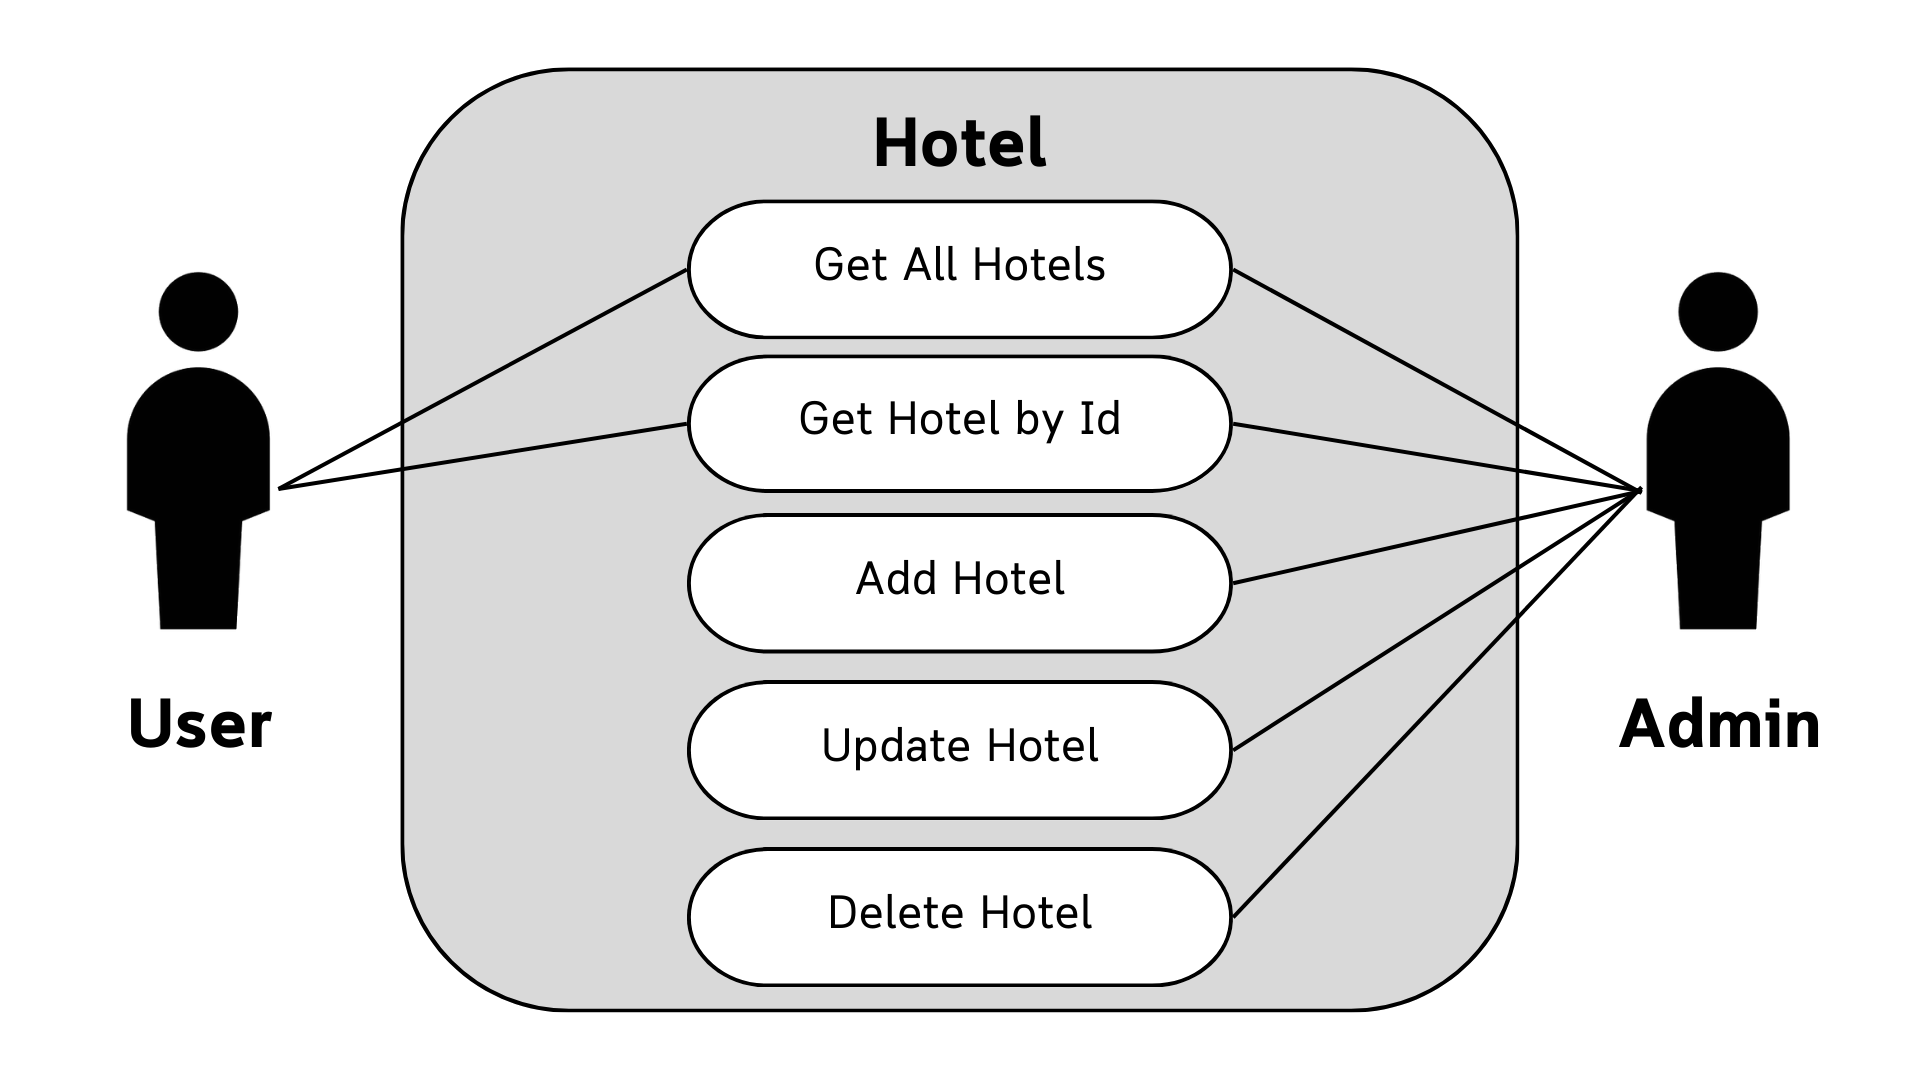 Hotel
Get All Hotels
Get Hotel by Id
Add Hotel
Update Hotel
Delete Hotel
User
Admin